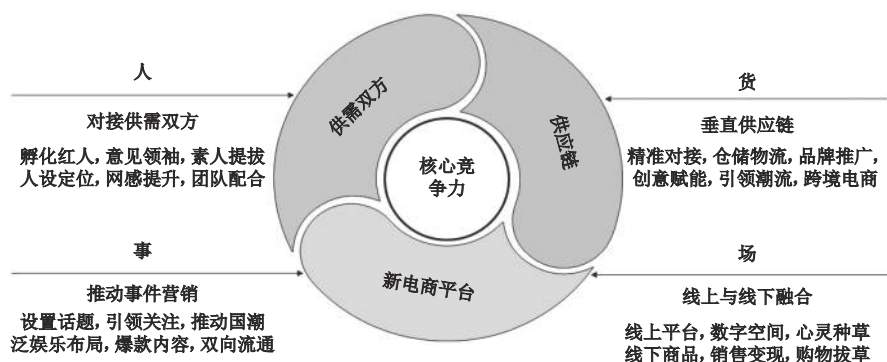 人
对接供需双方
孵化红人, 意见领袖, 素人提拔
人设定位, 网感提升, 团队配合
事
推动事件营销
设置话题, 引领关注, 推动国潮
泛娱乐布局, 爆款内容, 双向流通
供需双方
供应链
核心竞
争力
新电商平台
货
垂直供应链
精准对接, 仓储物流, 品牌推广,
创意赋能, 引领潮流, 跨境电商
场
线上与线下融合
线上平台, 数字空间, 心灵种草
线下商品, 销售变现, 购物拔草